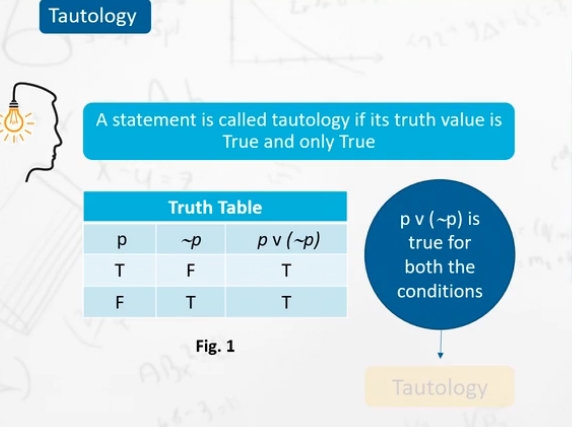 Tautology
A statement is called tautology if its truth value is
True and only True
Truth Table
p ~p p v (~p)
T F T
F T T
Fig. 1
p v (~p) is
true for
both the
conditions
Tautology